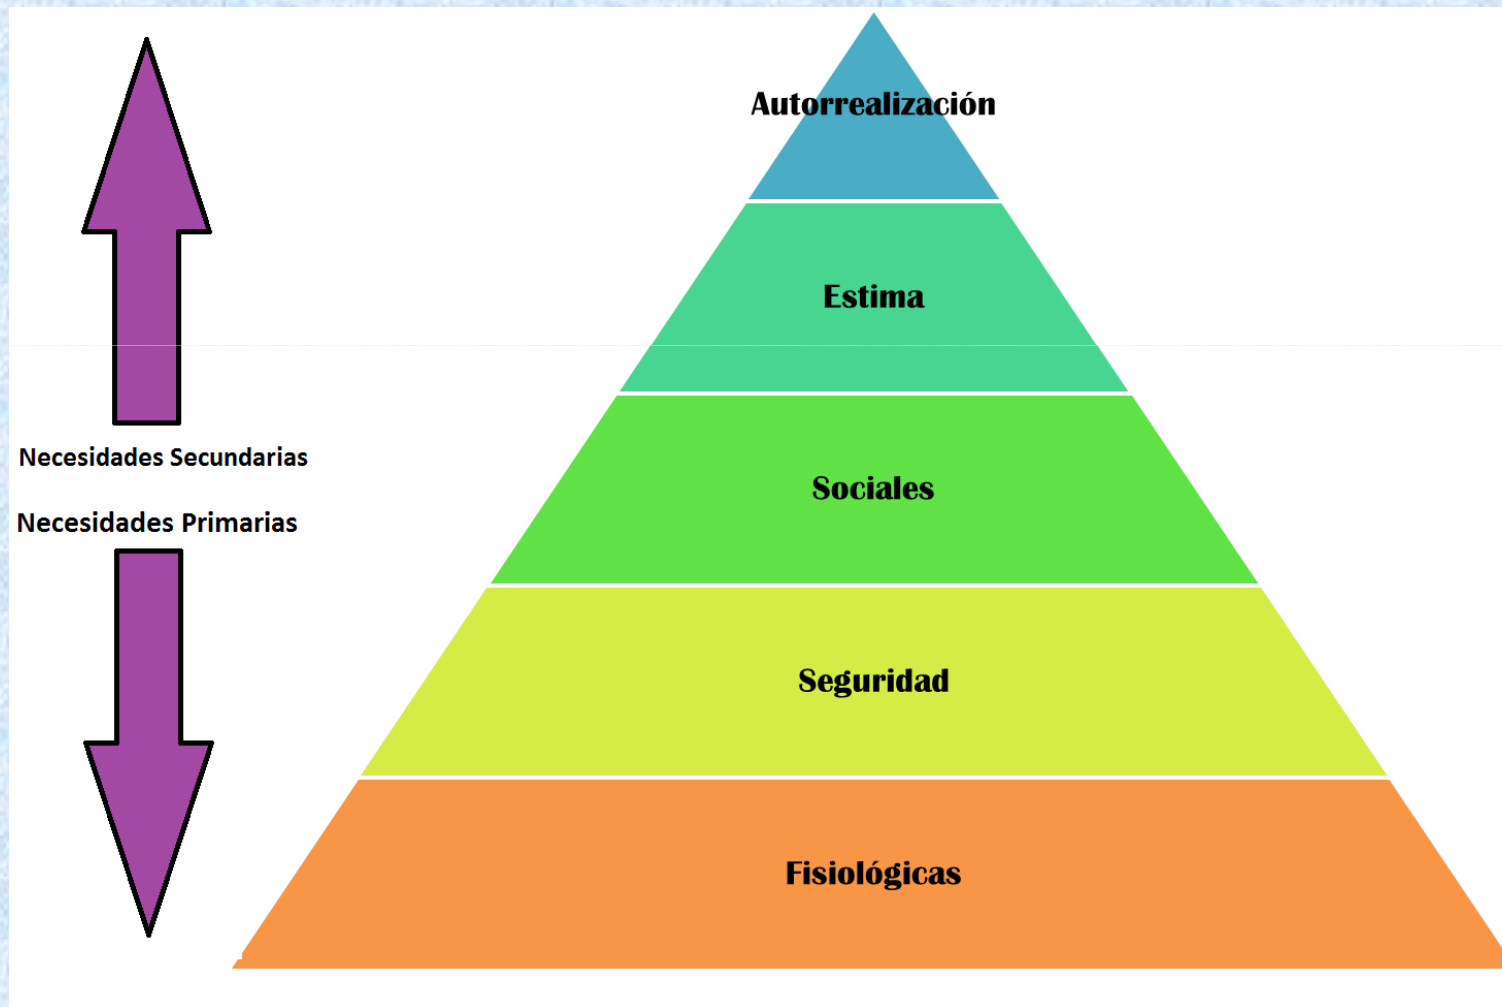 Autorrealización
Estima
Necesidades Secundarias
Sociales
Necesidades Primarias
Seguridad
Fisiológicas